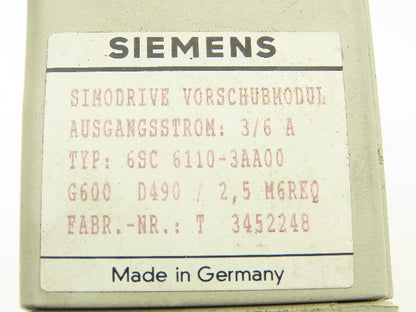 SIEMENS
SIMODRIVE VORSCHUBMODUL
AUSGANGSSTROM: 3/6 A
TYP: 6SC 6110-3AA00
G600 D490 / 2,5 M6REQ
FABR.-NR.: T 3452248
Made in Germany